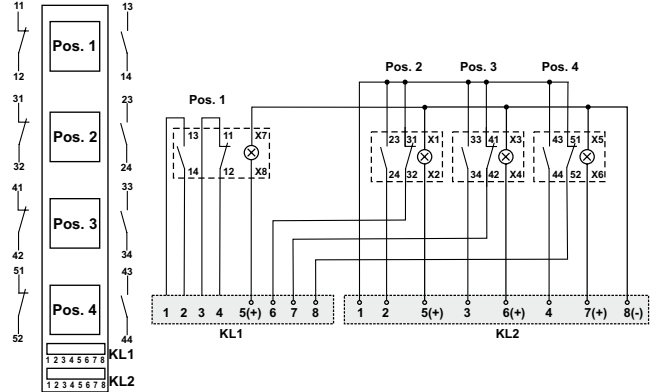 11 13
Pos. 1
12 14
31 23
Pos. 2
32 24
41 33
Pos. 3
42 34
51 43
Pos. 4
52 44
1 2 3 4 5 6 7 8
KL1
1 2 3 4 5 6 7 8
KL2
Pos. 1
13 11 X7
14 12 X8
1 2 3 4 5(+) 6 7 8
KL1
Pos. 2 Pos. 3 Pos. 4
23 31 X1 33 41 X3 43 51 X5
24 32 X2 34 42 X4 44 52 X6
1 2 5(+) 3 6(+) 4 7(+) 8(-)
KL2